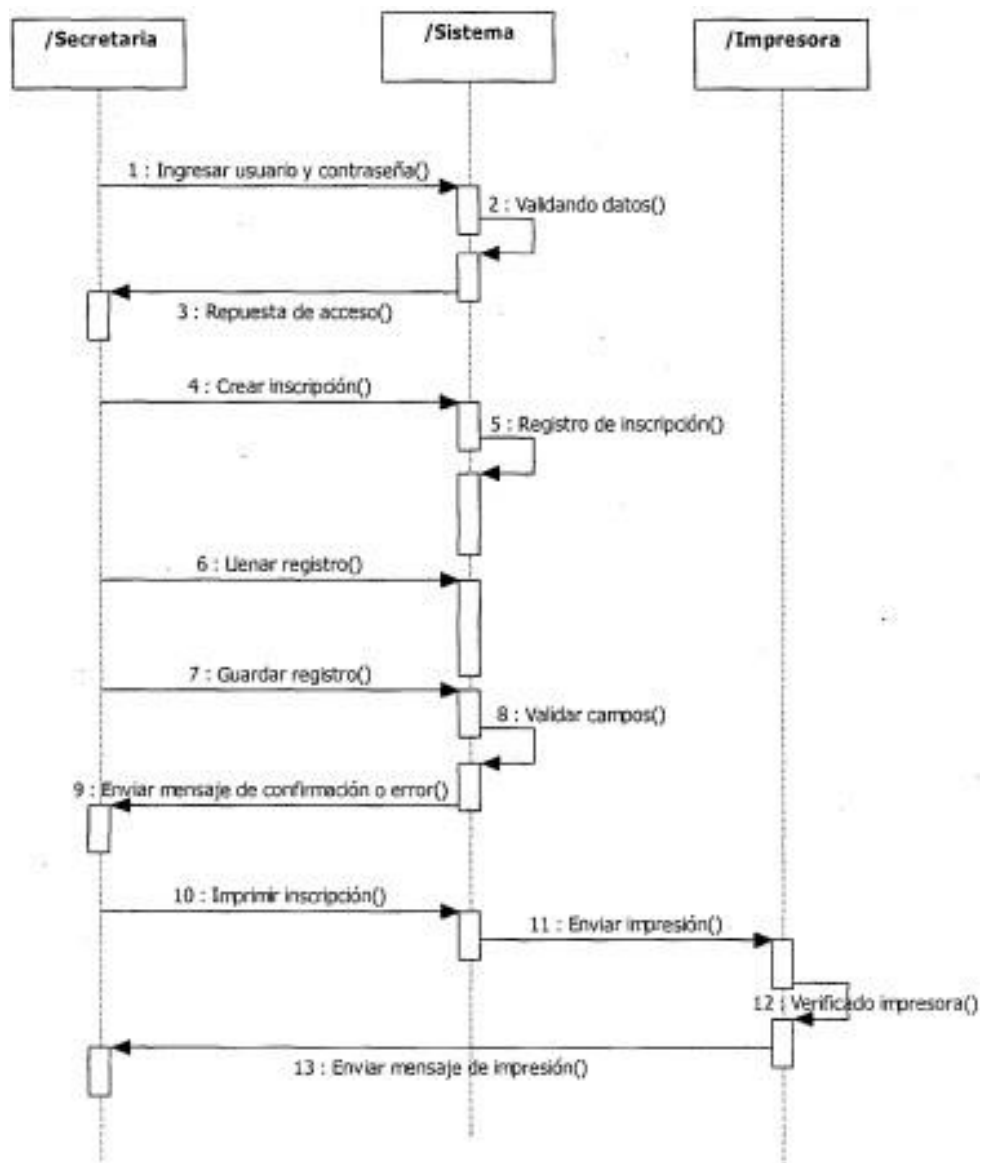 /Secretaria
/Sistema
/Impresora
1 : Ingresar usuario y contraseña()
2 : Validando datos()
3 : Repuesta de acceso()
4 : Crear inscripción()
5 : Registro de inscripción()
6 : Llenar registro()
7 : Guardar registro()
8 : Validar campos()
9 : Enviar mensaje de confirmación o error()
10 : Imprimir inscripción()
11 : Enviar impresión()
12 : Verificado impresora()
13 : Enviar mensaje de impresión()